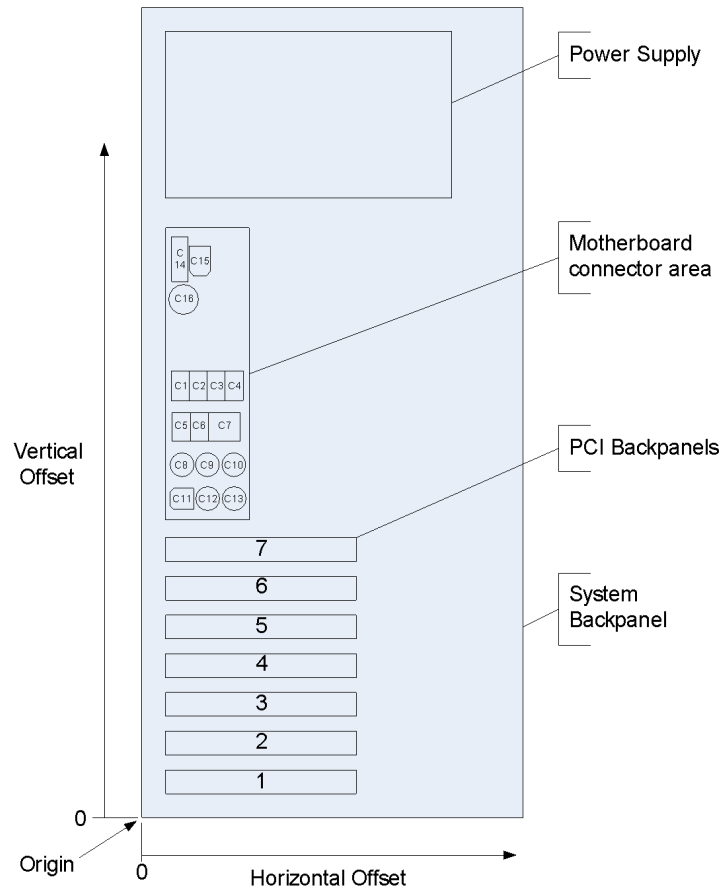 Power Supply
Motherboard
connector area
C
14
C15
C16
C1 C2 C3 C4
C5 C6 C7
C8 C9 C10
C11 C12 C13
Vertical
Offset
PCI Backpanels
7
6
5
4
3
2
1
System
Backpanel
0
Origin
0
Horizontal Offset